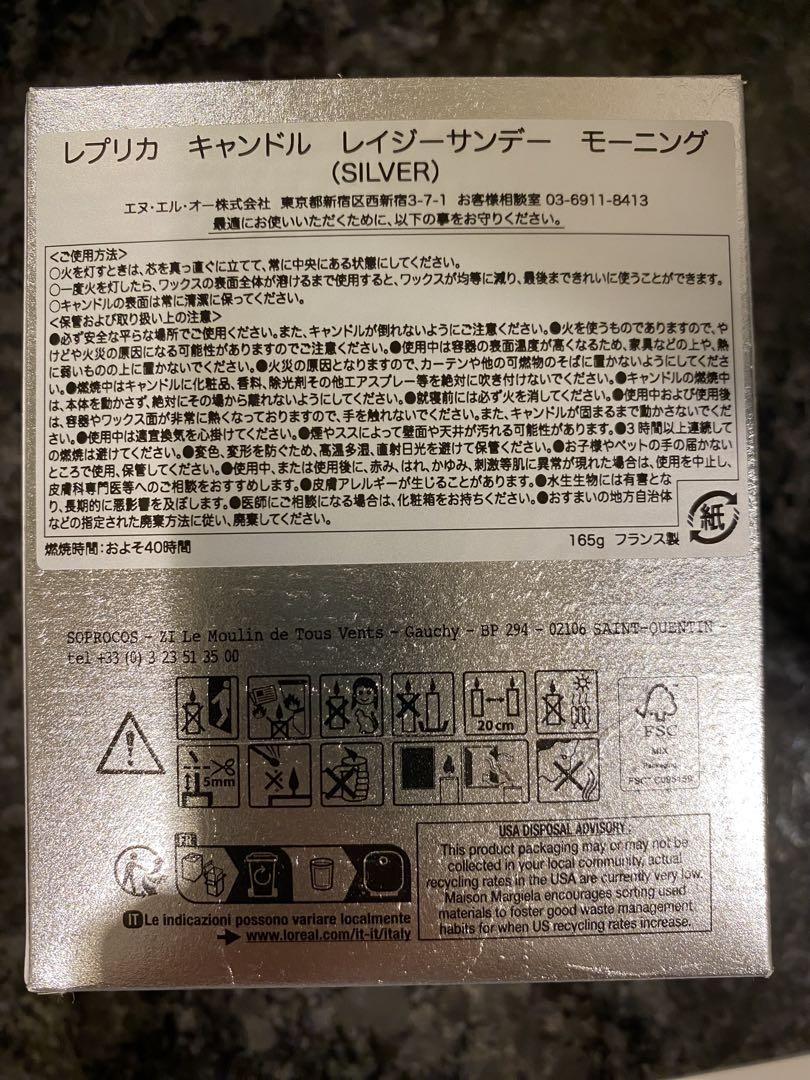 レプリカ キャンドル レイジーサンデー モーニング
(SILVER)
エヌ・エル・オー株式会社 東京都新宿区西新宿3-7-1 お客様相談室 03-6911-8413
最適にお使いいただくために、以下の事をお守りください。
<ご使用方法>
○火を灯すときは、芯を真っ直ぐに立てて、常に中央にある状態にしてください。
○一度火を灯したら、ワックスの表面全体が溶けるまで使用すると、ワックスが均等に減り、最後まできれいに使うことができます。
○キャンドルの表面は常に清潔に保ってください。
<保管および取り扱い上の注意>
●必ず安全な平らな場所でご使用ください。また、キャンドルが倒れないようにご注意ください。●火を使うものでありますので、や
けどや火災の原因になる可能性がありますのでご注意ください。●使用中は容器の表面温度が高くなるため、家具などの上や、熱
に弱いものの上に置かないでください。●火災の原因となりますので、カーテンや他の可燃物のそばに置かないようにしてくださ
い。●燃焼中はキャンドルに化粧品、香料、除光剤その他エアスプレー等を絶対に吹き付けないでください。●キャンドルの燃焼中
は、本体を動かさず、絶対にその場から離れないようにしてください。●就寝前には必ず火を消してください。●使用中および使用後
は、容器やワックス面が非常に熱くなっておりますので、手を触れないでください。また、キャンドルが固まるまで動かさないでくだ
さい。●使用中は適宜換気を心掛けてください。●煙やススによって壁面や天井が汚れる可能性があります。●3時間以上連続して
の燃焼は避けてください。●変色、変形を防ぐため、高温多湿、直射日光を避けて保管ください。●お子様やペットの手の届かない
ところで使用、保管してください。●使用中、または使用後に、赤み、はれ、かゆみ、刺激等肌に異常が現れた場合は、使用を中止し、
皮膚科専門医等へのご相談をおすすめします。●皮膚アレルギーが生じることがあります。●水生生物には有害とな
り、長期的に悪影響を及ぼします。●医師にご相談になる場合は、化粧箱をお持ちください。●おすまいの地方自治体
などの指定された廃棄方法に従い、廃棄してください。
紙
燃焼時間:およそ40時間 165g フランス製
SOPROCOS - ZI Le Moulin de Tous Vents - Gauchy - BP 294 - 02106 SAINT-QUENTIN -
tel +33 (0) 3 23 51 35 00
20cm
5mm
FSC
MIX
Packaging
FSC® C095459
FR
IT Le indicazioni possono variare localmente
www.loreal.com/it-it/italy
USA DISPOSAL ADVISORY:
This product packaging may or may not be
collected in your local community, actual
recycling rates in the USA are currently very low.
Maison Margiela encourages sorting used
materials to foster good waste management
habits for when US recycling rates increase.